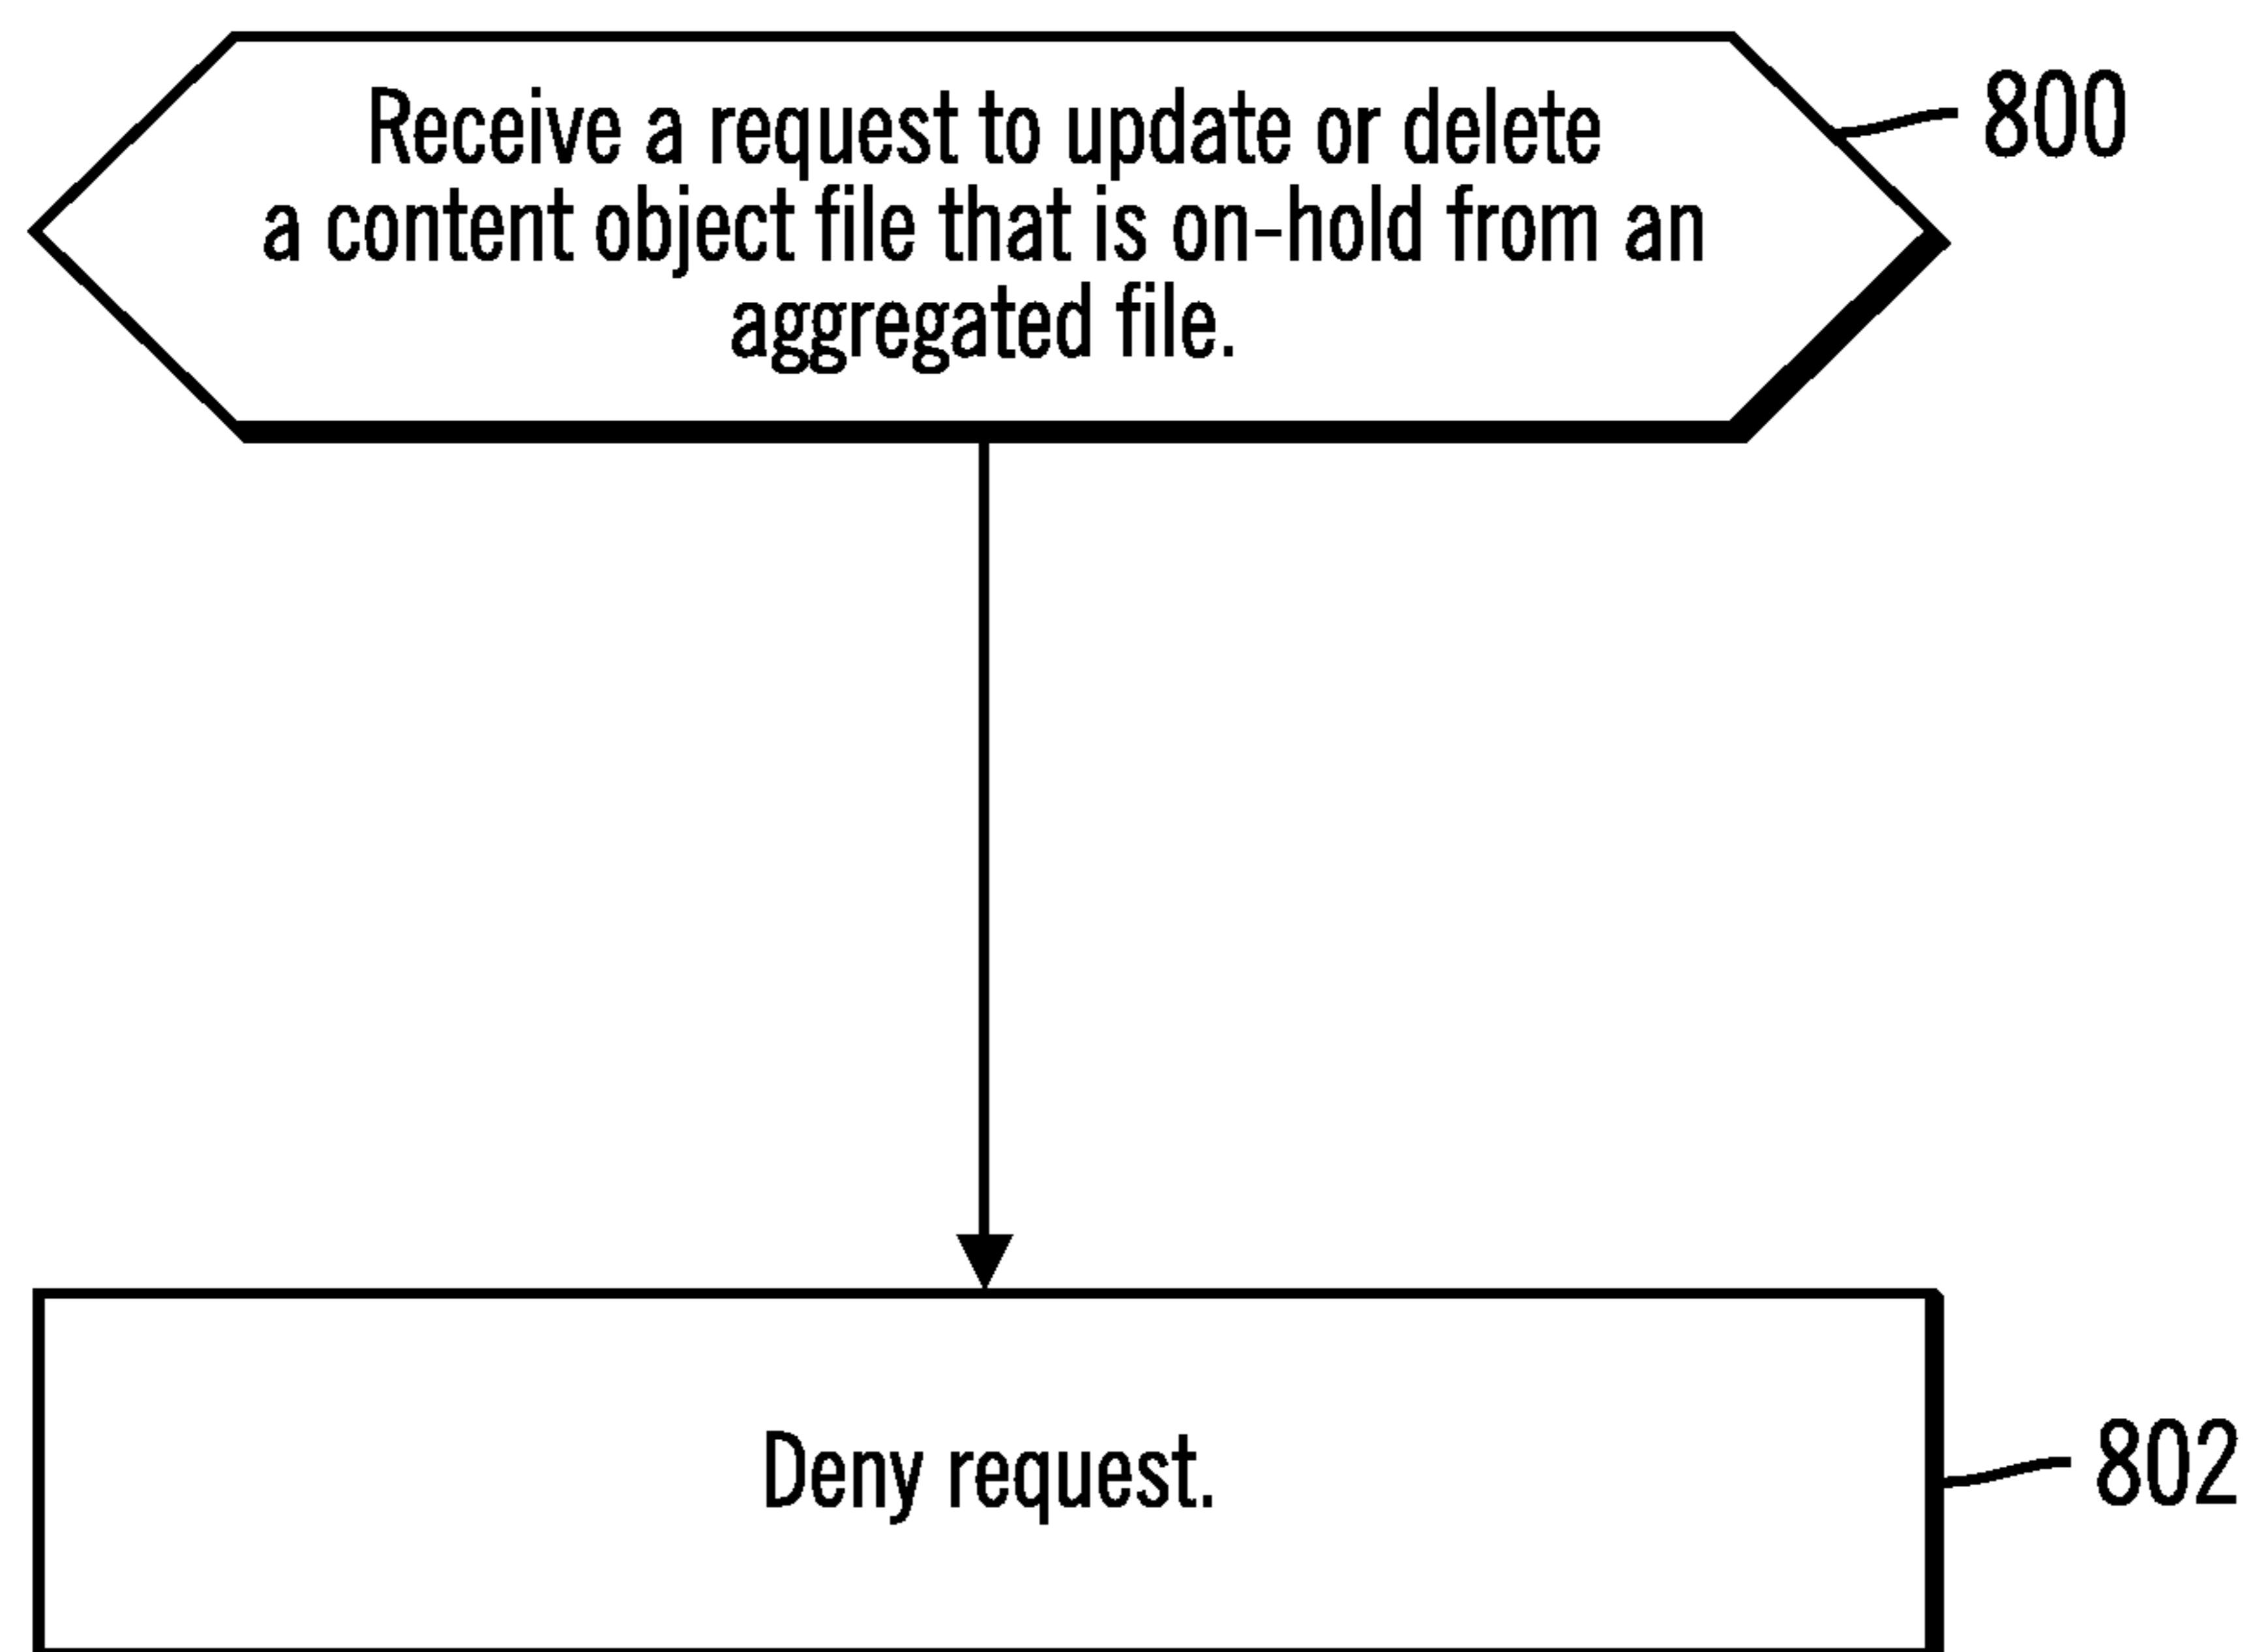 Receive a request to update or delete
a content object file that is on-hold from an
aggregated file.
800
Deny request.
802